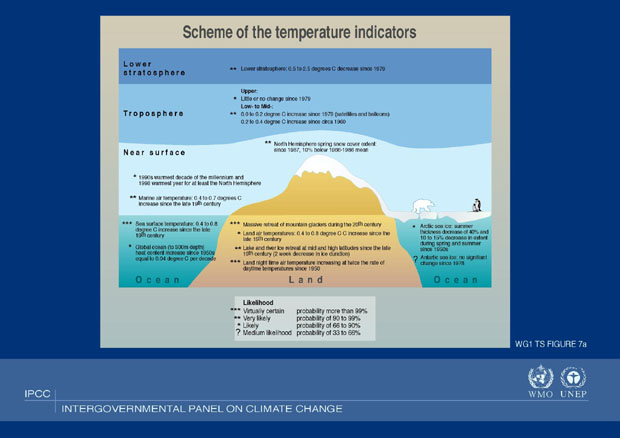 Scheme of the temperature indicators
Lower
stratosphere
** Lower stratosphere: 0.5 to 2.5 degrees C decrease since 1979
Troposphere
Upper:
* Little or no change since 1979
Low- to Mid-:
** 0.0 to 0.2 degree C increase since 1979 (satellites and balloons)
0.2 to 0.4 degree C increase since circa 1960
Near surface
** Northern Hemisphere spring snow cover extent
since 1987, 10% below 1966-1986 mean
* 1990s warmest decade of the millennium and
1998 warmest year for at least the North Hemisphere
** Marine air temperature: 0.4 to 0.7 degrees C
increase since the late 19th century
*** Sea surface temperature: 0.4 to 0.8
degree C increase since the late
19th century
* Global ocean (to 300m depth)
heat content increase since 1950s
equal to 0.04 degree C per decade
Ocean
*** Massive retreat of mountain glaciers during the 20th century
* Land air temperatures: 0.4 to 0.8 degree C C increase since the
late 19th century
** Lake and river ice retreat at mid and high latitudes since the late
19th century (2 week decrease in ice duration)
*** Land night time air temperature increasing at twice the rate of
daytime temperatures since 1950
Land
* Arctic sea ice: summer
thickness decrease of 40% and
10 to 15% decrease in extent
during spring and summer
since 1950s
? Antartic sea ice: no significant
change since 1978
Ocean
Likelihood
*** Virtually certain probability more than 99%
** Very likely probability of 90 to 99%
* Likely probability of 66 to 90%
? Medium likelihood probability of 33 to 66%
WG1 TS FIGURE 7a
WMO UNEP
IPCC
INTERGOVERNMENTAL PANEL ON CLIMATE CHANGE